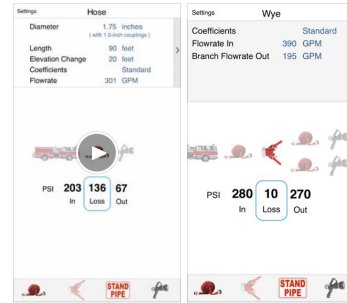 Settings Hose
Diameter 1.75 inches
( with 1.5-inch couplings )
Length 90 feet
Elevation Change 20 feet
Coefficients Standard
Flowrate 301 GPM
PSI 203 136 67
In Loss Out
STAND
PIPE
Settings Wye
Coefficients Standard
Flowrate In 390 GPM
Branch Flowrate Out 195 GPM
PSI 280 10 270
In Loss Out
STAND
PIPE